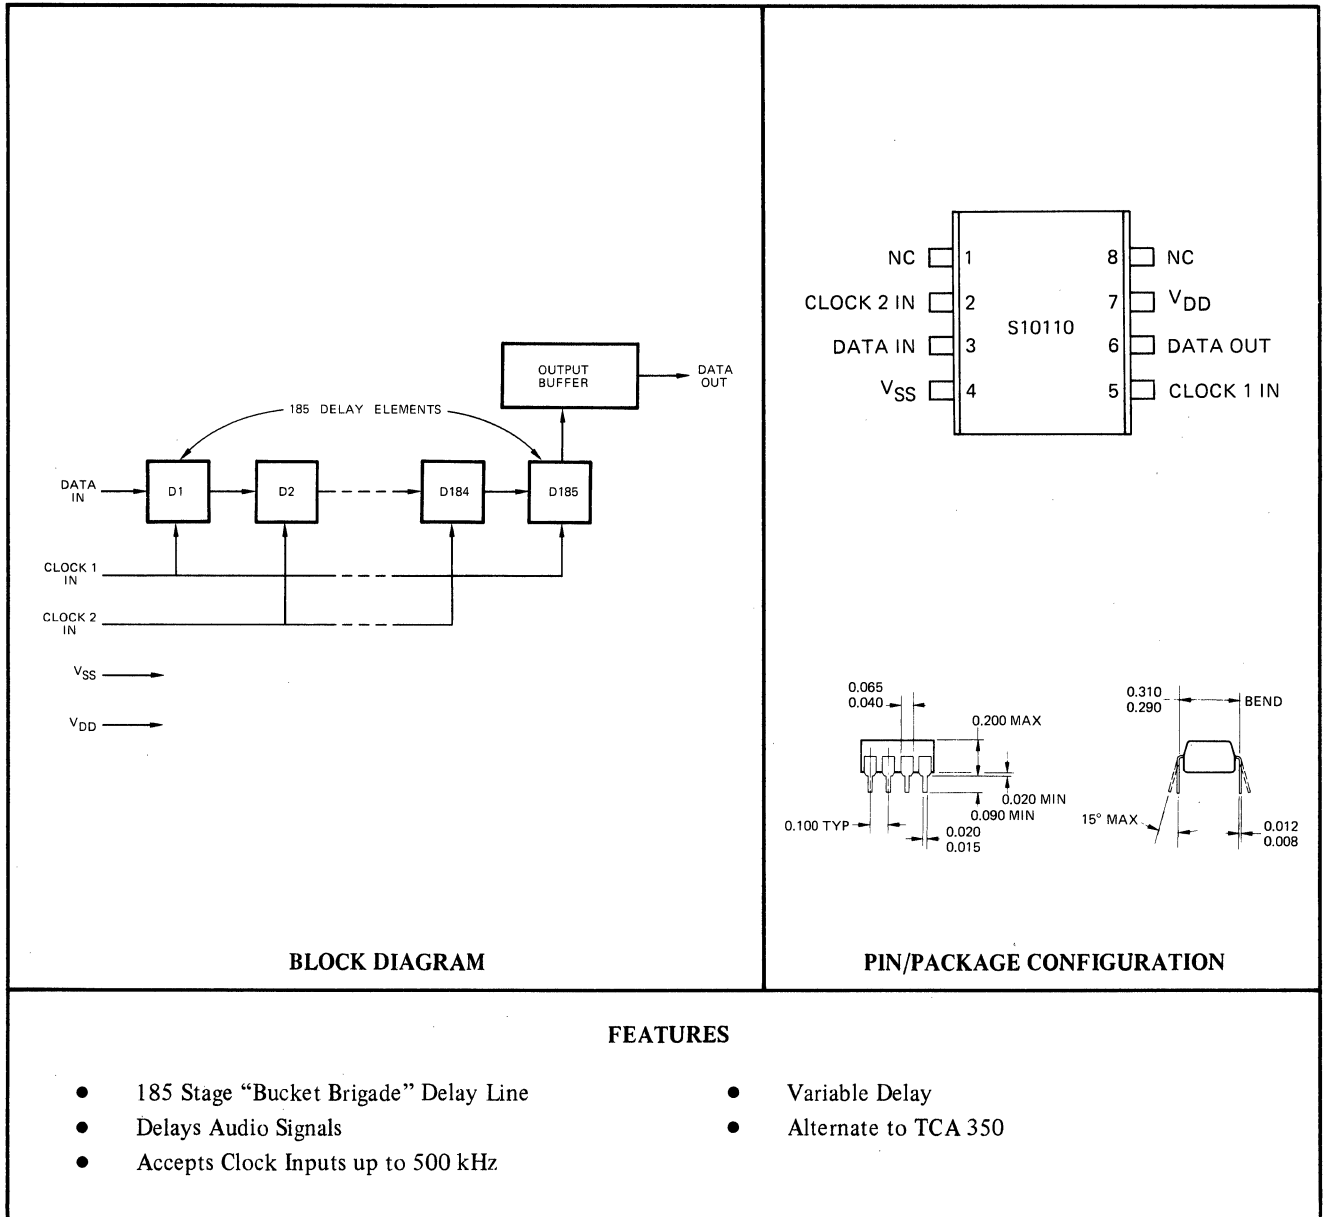 OUTPUT
BUFFER
DATA
OUT
185 DELAY ELEMENTS
DATA
IN
D1
D2
D184
D185
CLOCK 1
IN
CLOCK 2
IN
VSS
VDD
BLOCK DIAGRAM
NC
1
8
NC
CLOCK 2 IN
2
7
VDD
S10110
DATA IN
3
6
DATA OUT
VSS
4
5
CLOCK 1 IN
0.065
0.040
0.200 MAX
0.020 MIN
0.090 MIN
0.100 TYP
0.020
0.015
0.310
0.290
BEND
15° MAX
0.012
0.008
PIN/PACKAGE CONFIGURATION
FEATURES
● 185 Stage “Bucket Brigade” Delay Line
● Delays Audio Signals
● Accepts Clock Inputs up to 500 kHz
● Variable Delay
● Alternate to TCA 350